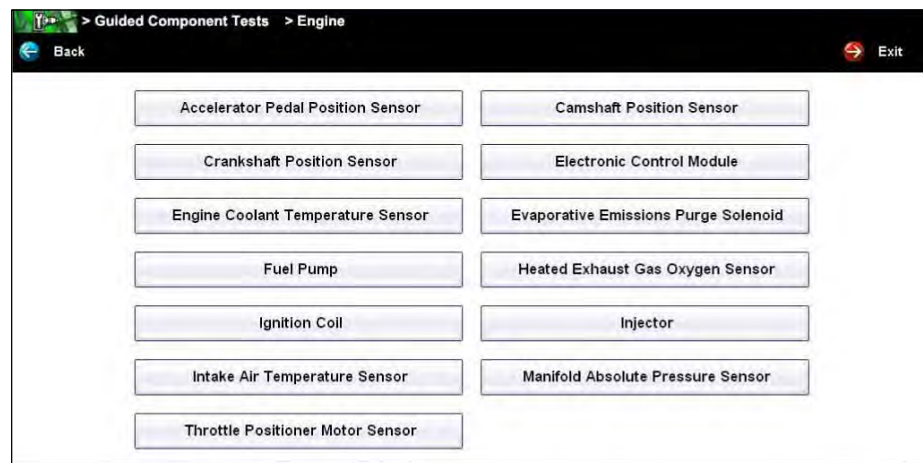 > Guided Component Tests > Engine
Back Exit
Accelerator Pedal Position Sensor Camshaft Position Sensor
Crankshaft Position Sensor Electronic Control Module
Engine Coolant Temperature Sensor Evaporative Emissions Purge Solenoid
Fuel Pump Heated Exhaust Gas Oxygen Sensor
Ignition Coil Injector
Intake Air Temperature Sensor Manifold Absolute Pressure Sensor
Throttle Positioner Motor Sensor